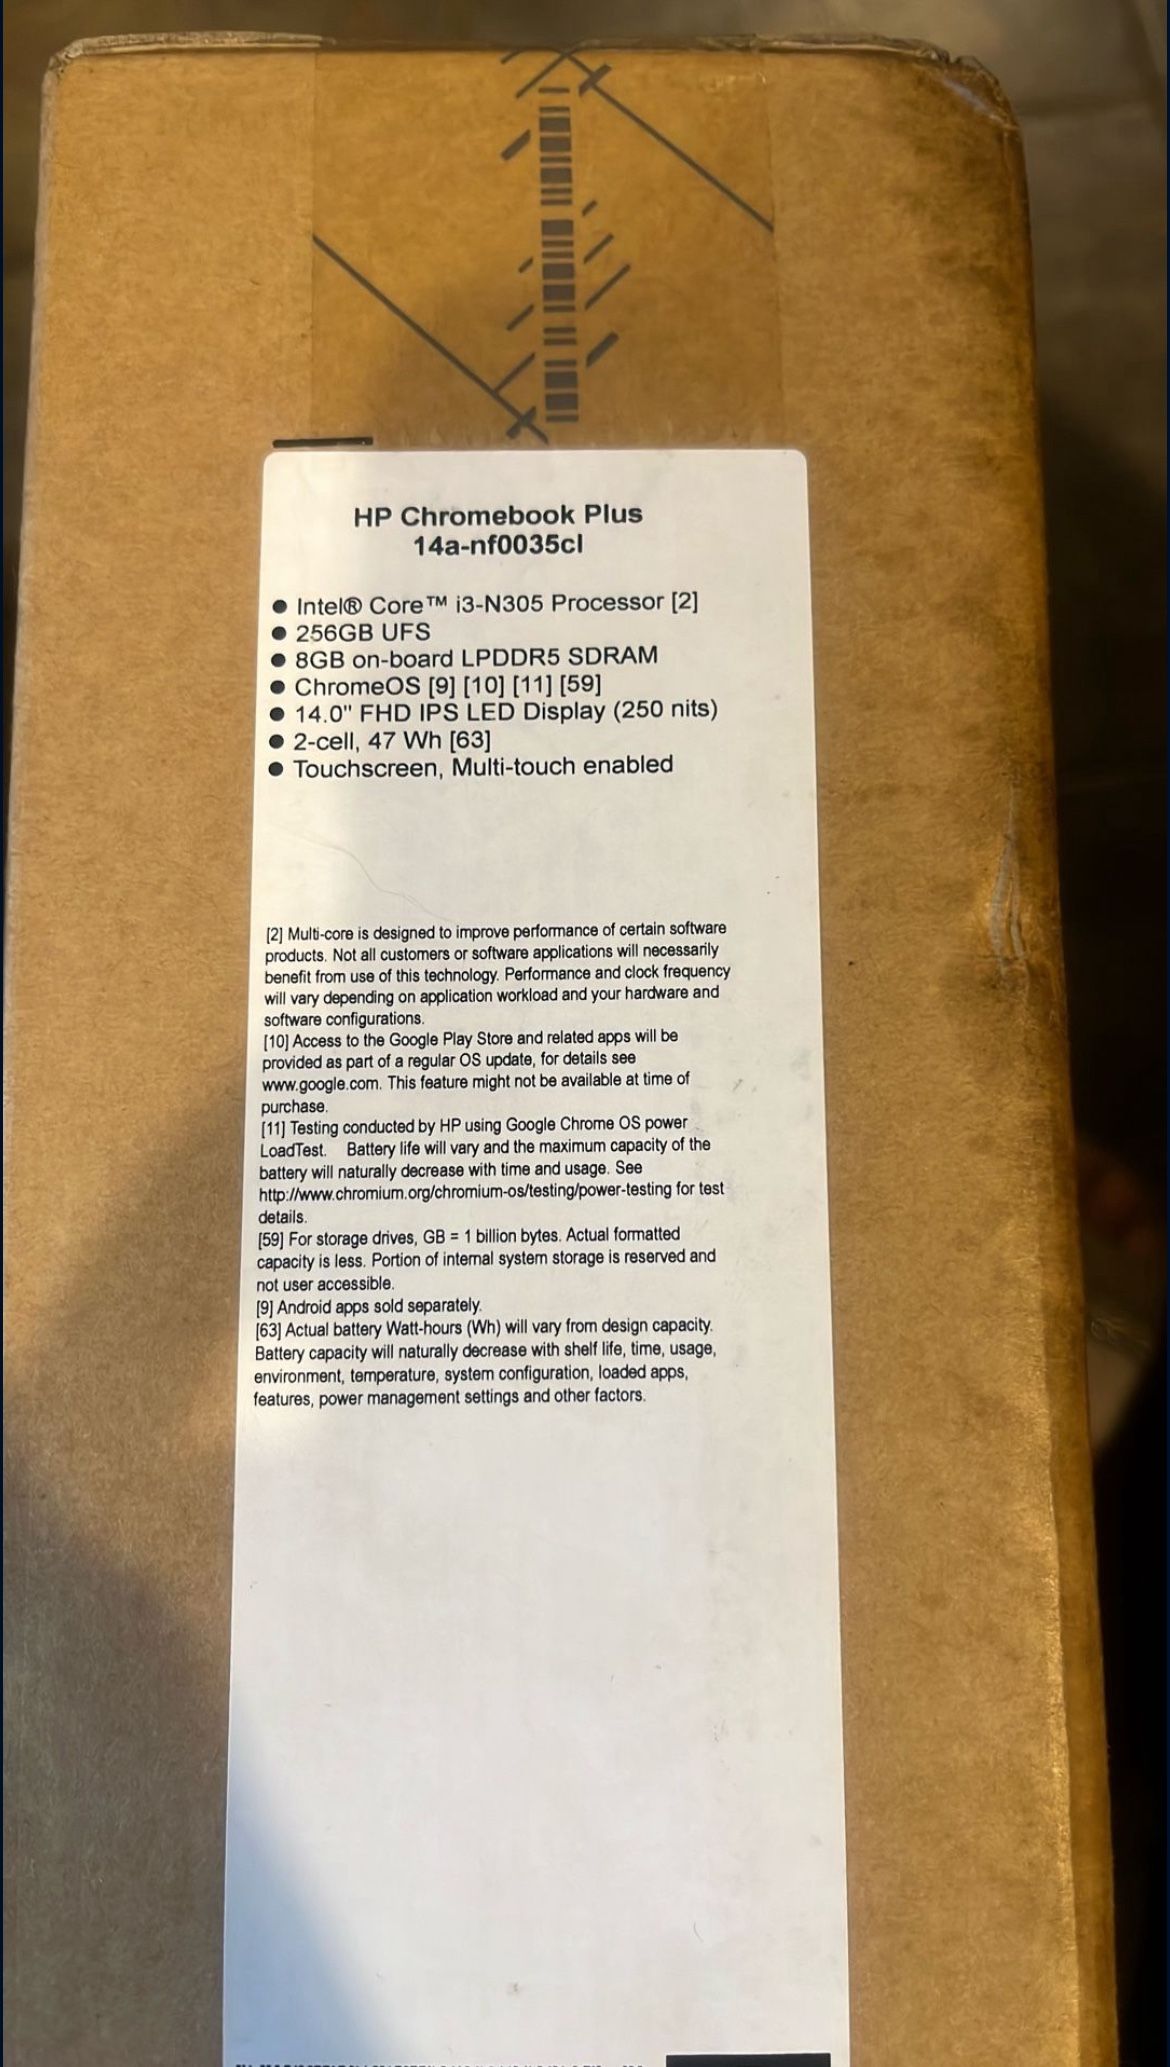 HP Chromebook Plus
14a-nf0035cl
● Intel® Core™ i3-N305 Processor [2]
● 256GB UFS
● 8GB on-board LPDDR5 SDRAM
● ChromeOS [9] [10] [11] [59]
● 14.0" FHD IPS LED Display (250 nits)
● 2-cell, 47 Wh [63]
● Touchscreen, Multi-touch enabled
[2] Multi-core is designed to improve performance of certain software
products. Not all customers or software applications will necessarily
benefit from use of this technology. Performance and clock frequency
will vary depending on application workload and your hardware and
software configurations.
[10] Access to the Google Play Store and related apps will be
provided as part of a regular OS update, for details see
www.google.com. This feature might not be available at time of
purchase.
[11] Testing conducted by HP using Google Chrome OS power
LoadTest. Battery life will vary and the maximum capacity of the
battery will naturally decrease with time and usage. See
http://www.chromium.org/chromium-os/testing/power-testing for test
details.
[59] For storage drives, GB = 1 billion bytes. Actual formatted
capacity is less. Portion of internal system storage is reserved and
not user accessible.
[9] Android apps sold separately.
[63] Actual battery Watt-hours (Wh) will vary from design capacity.
Battery capacity will naturally decrease with shelf life, time, usage,
environment, temperature, system configuration, loaded apps,
features, power management settings and other factors.